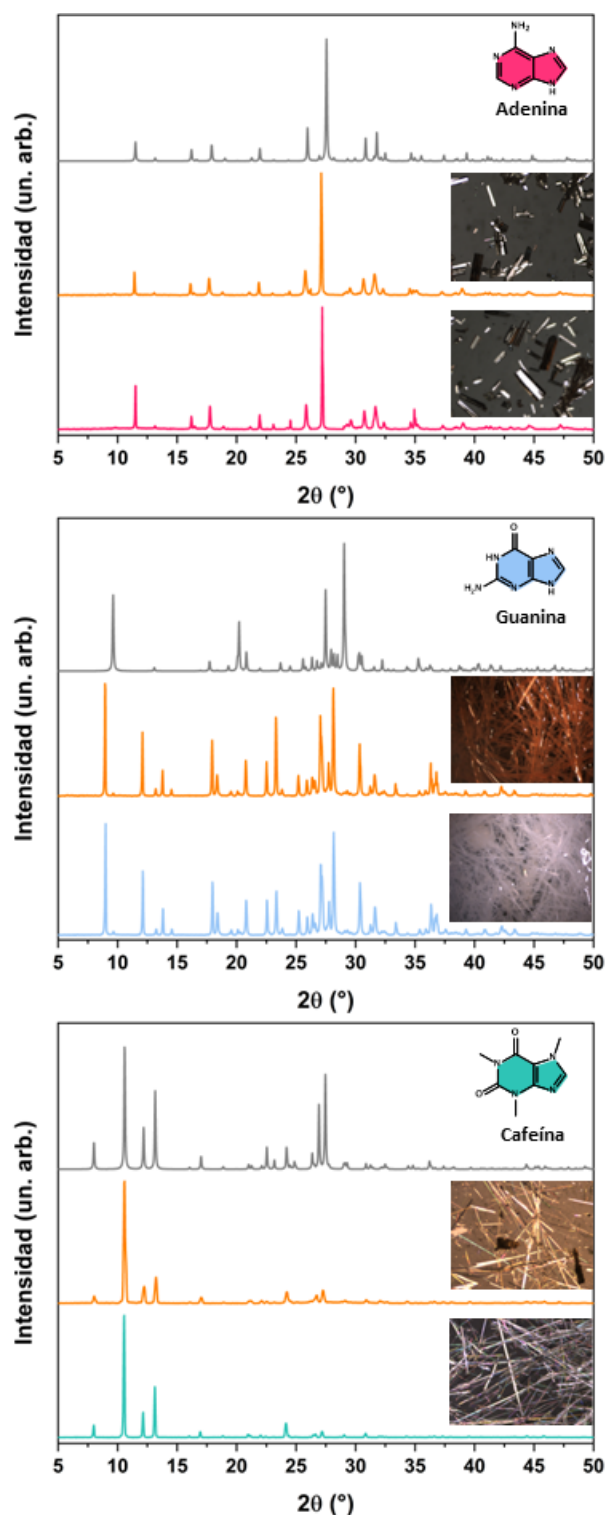 NH₂
N
N
N
N
H
Adenina
Intensidad (un. arb.)
5 10 15 20 25 30 35 40 45 50
2θ (°)
O
HN
N
H₂N
N
N
H
Guanina
Intensidad (un. arb.)
5 10 15 20 25 30 35 40 45 50
2θ (°)
O
N
N
O
N
N
Cafeína
Intensidad (un. arb.)
5 10 15 20 25 30 35 40 45 50
2θ (°)